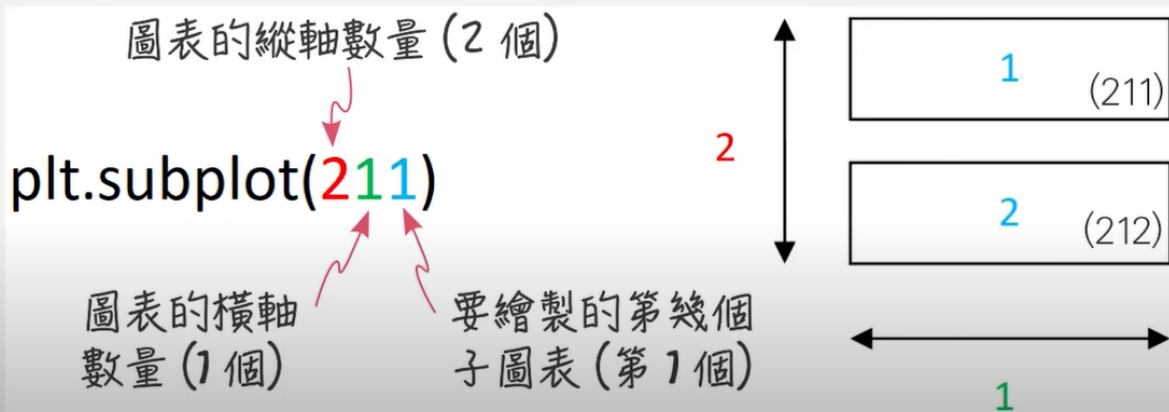 圖表的縱軸數量(2 個)
plt.subplot(211)
圖表的橫軸
數量(1個)
要繪製的第幾個
子圖表(第1個)
2
1
(211)
2
(212)
1